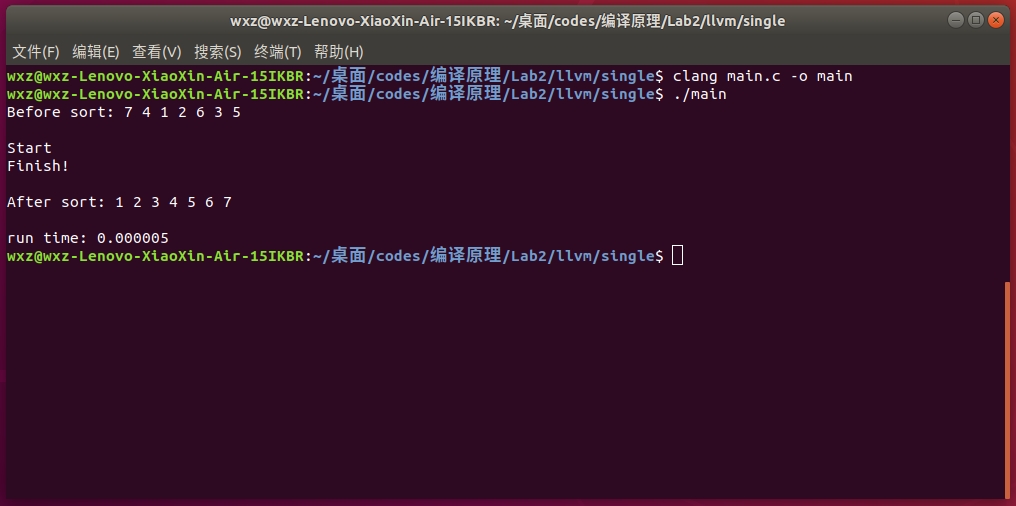 wxz@wxz-Lenovo-XiaoXin-Air-15IKBR: ~/桌面/codes/编译原理/Lab2/llvm/single
文件(F) 编辑(E) 查看(V) 搜索(S) 终端(T) 帮助(H)
wxz@wxz-Lenovo-XiaoXin-Air-15IKBR:~/桌面/codes/编译原理/Lab2/llvm/single$ clang main.c -o main
wxz@wxz-Lenovo-XiaoXin-Air-15IKBR:~/桌面/codes/编译原理/Lab2/llvm/single$ ./main
Before sort: 7 4 1 2 6 3 5
Start
Finish!
After sort: 1 2 3 4 5 6 7
run time: 0.000005
wxz@wxz-Lenovo-XiaoXin-Air-15IKBR:~/桌面/codes/编译原理/Lab2/llvm/single$